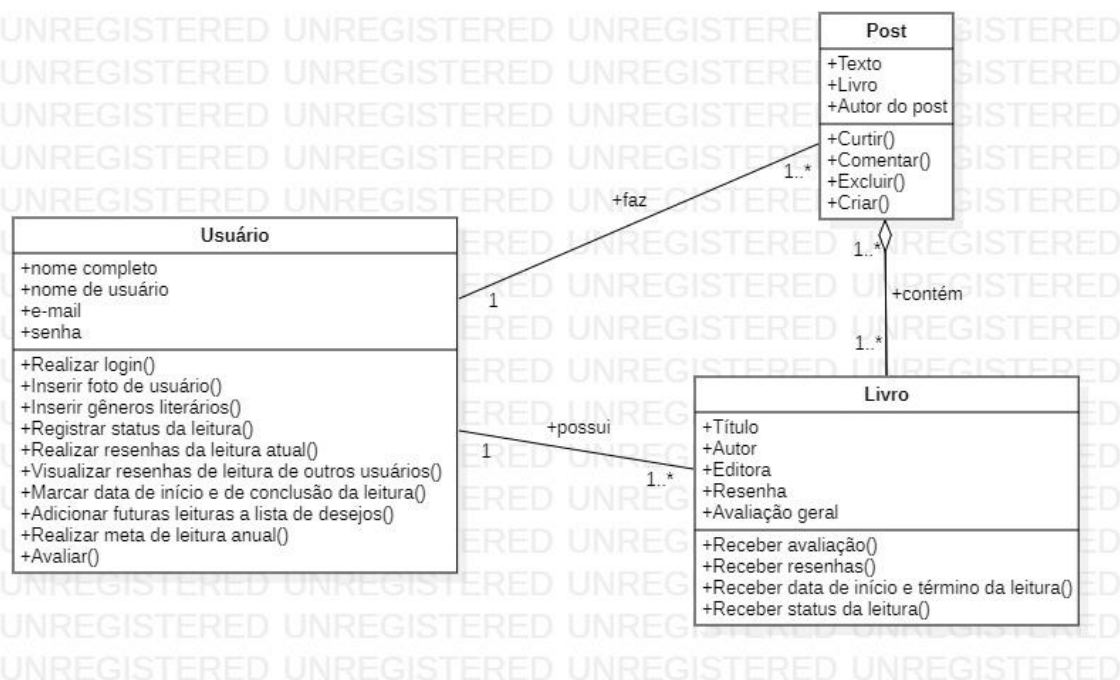 Post
+Texto
+Livro
+Autor do post
+Curtir()
+Comentar()
+Excluir()
+Criar()
1..*
+faz
1
Usuário
+nome completo
+nome de usuário
+e-mail
+senha
+Realizar login()
+Inserir foto de usuário()
+Inserir gêneros literários()
+Registrar status da leitura()
+Realizar resenhas da leitura atual()
+Visualizar resenhas de leitura de outros usuários()
+Marcar data de início e de conclusão da leitura()
+Adicionar futuras leituras a lista de desejos()
+Realizar meta de leitura anual()
+Avaliar()
1..*
+contém
1..*
+possui
1
1..*
Livro
+Título
+Autor
+Editora
+Resenha
+Avaliação geral
+Receber avaliação()
+Receber resenhas()
+Receber data de início e término da leitura()
+Receber status da leitura()
UNREGISTERED UNREGISTERED UNREGISTERED UNREGISTERED